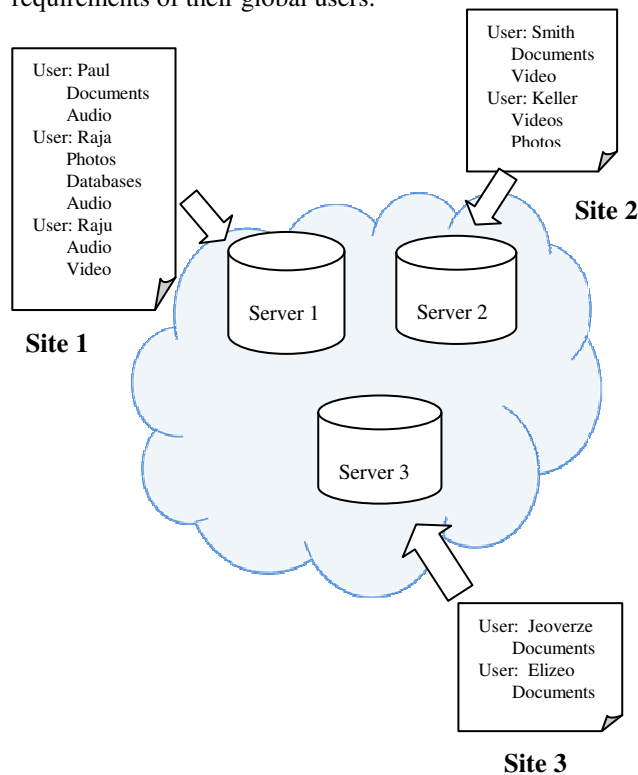 requirements of their global users.
User: Smith
Documents
Video
User: Keller
Videos
Photos
Site 2
User: Paul
Documents
Audio
User: Raja
Photos
Databases
Audio
User: Raju
Audio
Video
Site 1
Server 1
Server 2
Server 3
User: Jeoverze
Documents
User: Elizeo
Documents
Site 3